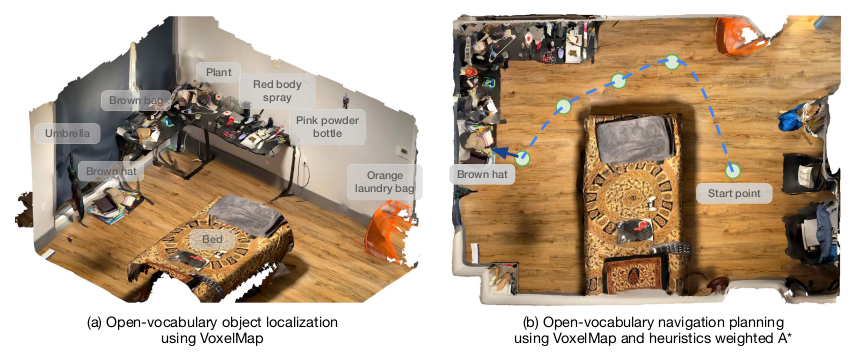 Plant
Red body
spray
Brown bag
Pink powder
bottle
Umbrella
Brown hat
Orange
laundry bag
Bed
(a) Open-vocabulary object localization
using VoxelMap
Brown hat
Start point
(b) Open-vocabulary navigation planning
using VoxelMap and heuristics weighted A*